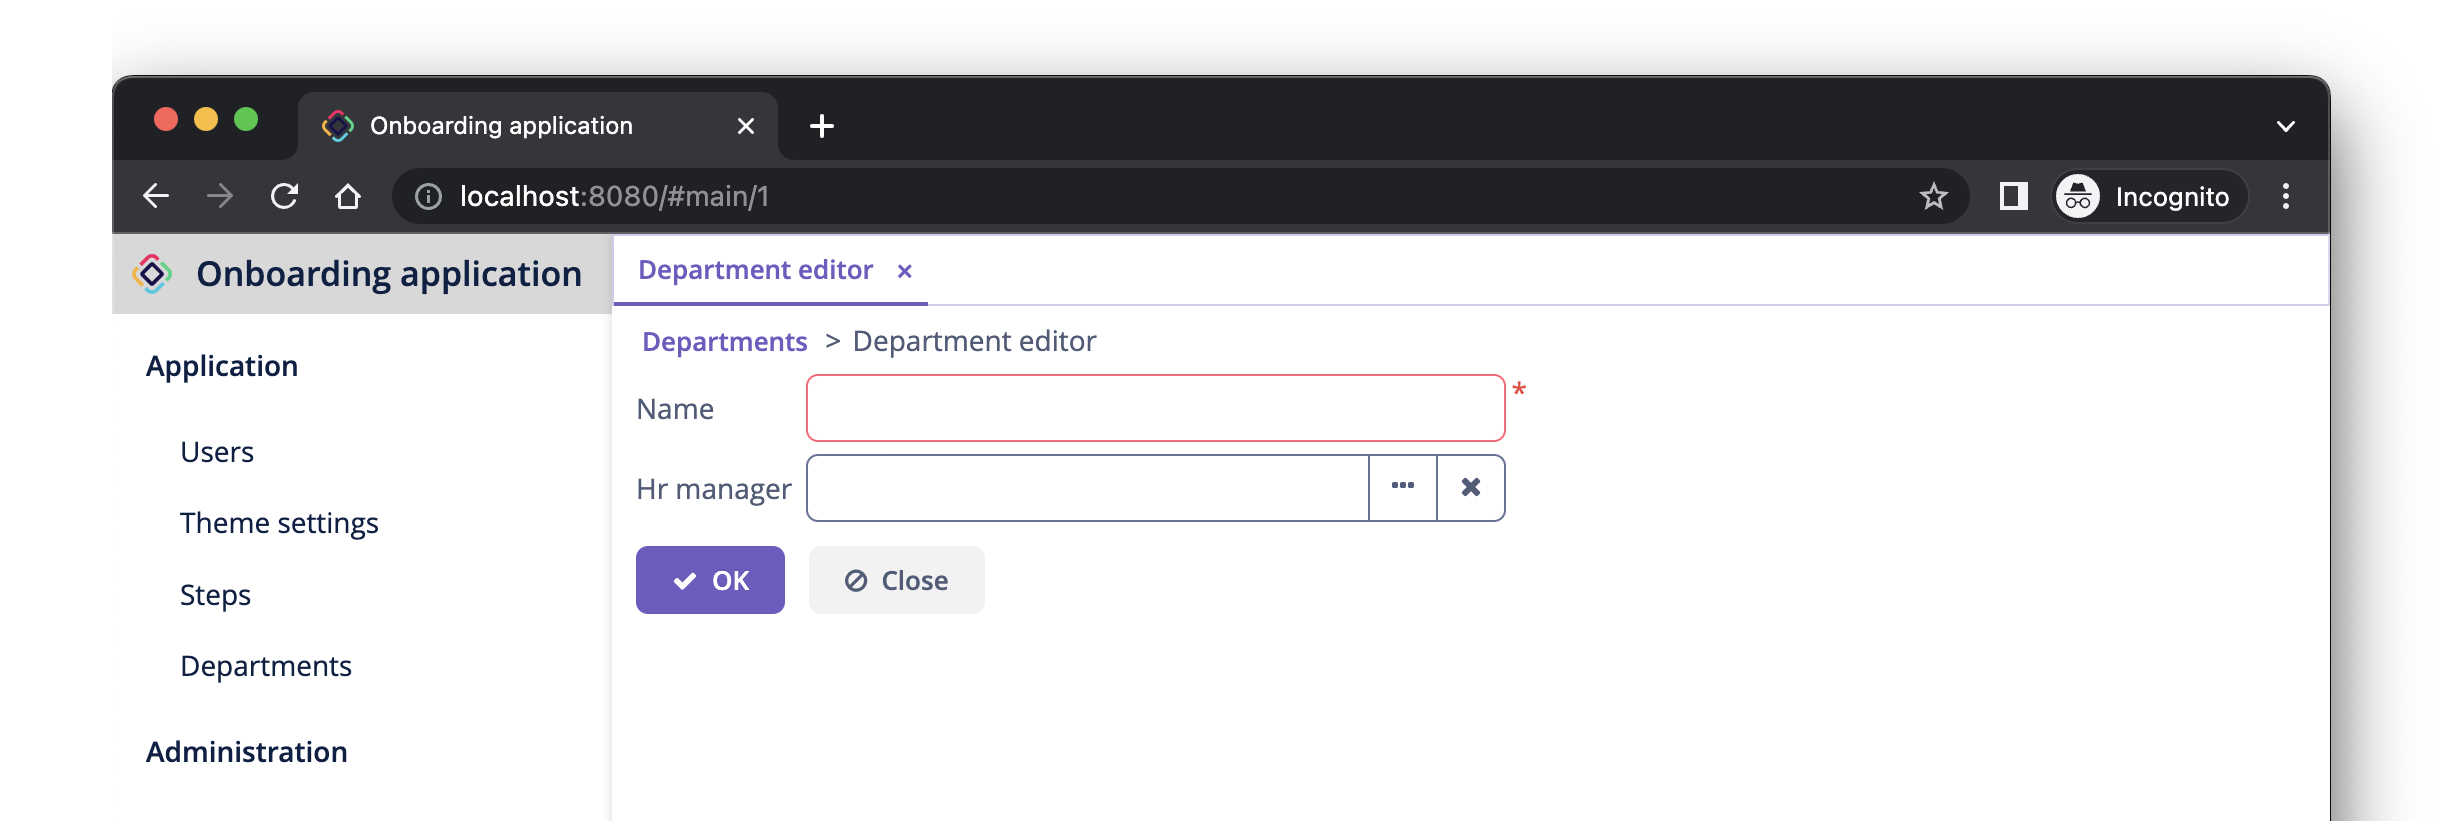 Onboarding application
localhost:8080/#main/1
Incognito
Onboarding application
Department editor
Departments > Department editor
Application
Name *
Users
Hr manager
Theme settings
OK
Close
Steps
Departments
Administration